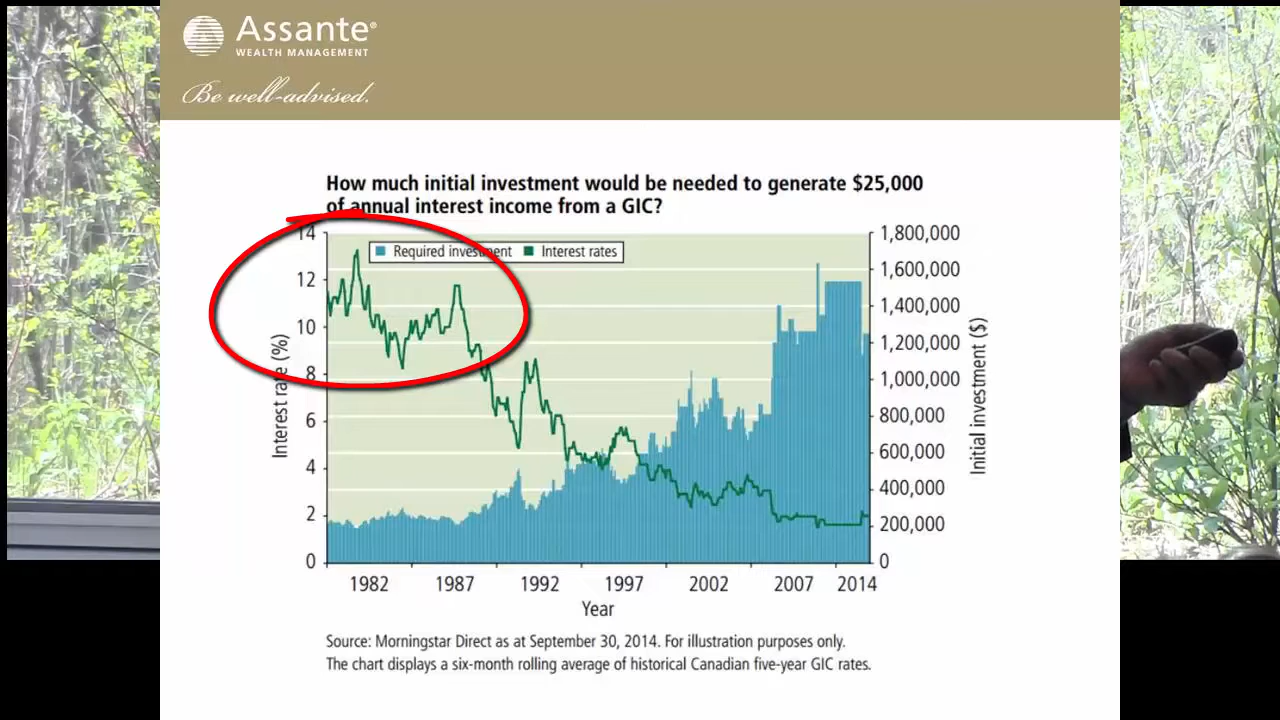 Assante®
WEALTH MANAGEMENT
Be well-advised.
How much initial investment would be needed to generate $25,000
of annual interest income from a GIC?
Required investment Interest rates
Interest rate (%)
14
12
10
8
6
4
2
0
1,800,000
1,600,000
1,400,000
1,200,000
1,000,000
800,000
600,000
400,000
200,000
0
Initial investment ($)
1982 1987 1992 1997 2002 2007 2014
Year
Source: Morningstar Direct as at September 30, 2014. For illustration purposes only.
The chart displays a six-month rolling average of historical Canadian five-year GIC rates.